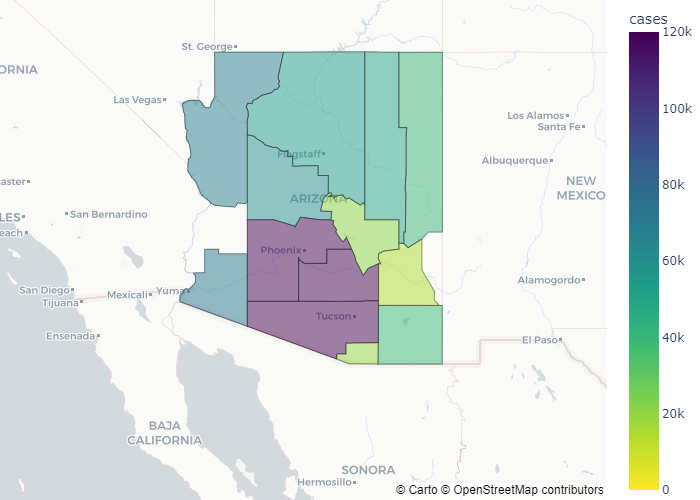 cases
120k
100k
80k
60k
40k
20k
0
St. George
ORNIA
Las Vegas
Los Alamos
Santa Fe
Flagstaff
Albuquerque
caster
ARIZONA
NEW
MEXICO
LES
San Bernardino
each
Phoenix
Alamogordo
San Diego
Mexicali
Yuma
Tijuana
Tucson
Ensenada
El Paso
BAJA
CALIFORNIA
SONORA
Hermosillo
© Carto © OpenStreetMap contributors